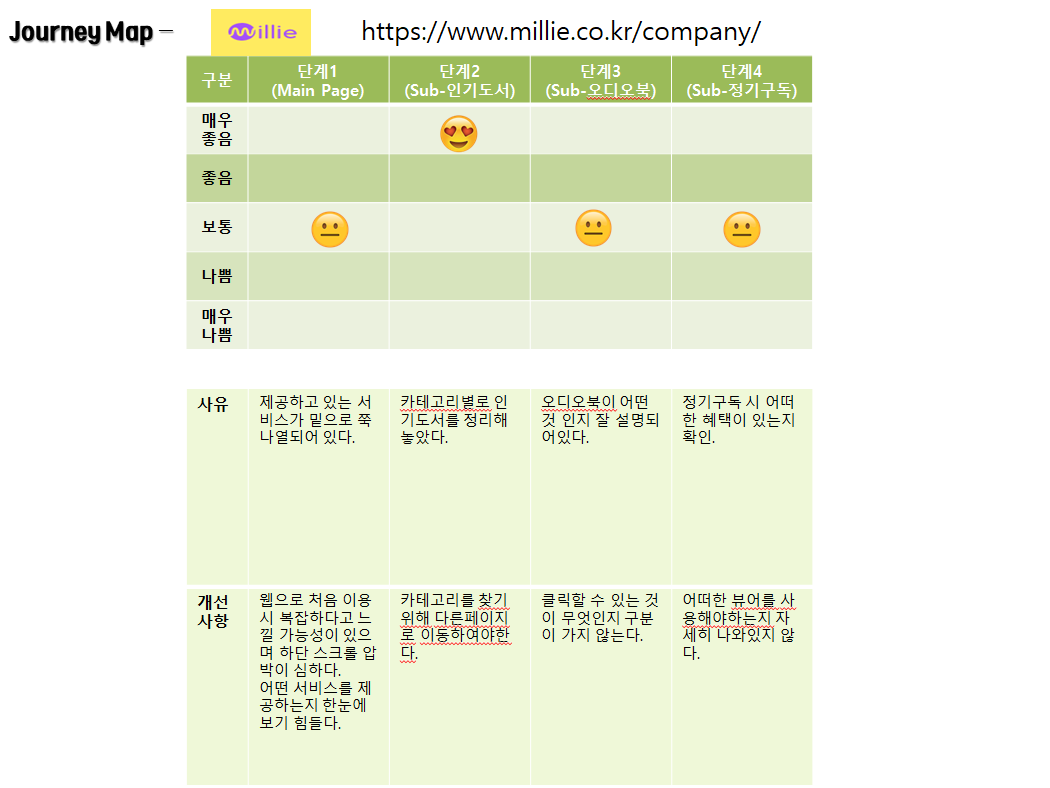 Journey Map –
millie
https://www.millie.co.kr/company/
구분
단계1
(Main Page)
단계2
(Sub-인기도서)
단계3
(Sub-오디오북)
단계4
(Sub-정기구독)
매우
좋음
좋음
보통
나쁨
매우
나쁨
사유
제공하고 있는 서
비스가 밑으로 쭉
나열되어 있다.
카테고리별로 인
기도서를 정리해
놓았다.
오디오북이 어떤
것 인지 잘 설명되
어있다.
정기구독 시 어떠
한 혜택이 있는지
확인.
개선
사항
웹으로 처음 이용
시 복잡하다고 느
낄 가능성이 있으
며 하단 스크롤 압
박이 심하다.
어떤 서비스를 제
공하는지 한눈에
보기 힘들다.
카테고리를 찾기
위해 다른페이지
로 이동하여야한
다.
클릭할 수 있는 것
이 무엇인지 구분
이 가지 않는다.
어떠한 뷰어를 사
용해야하는지 자
세히 나와있지 않
다.